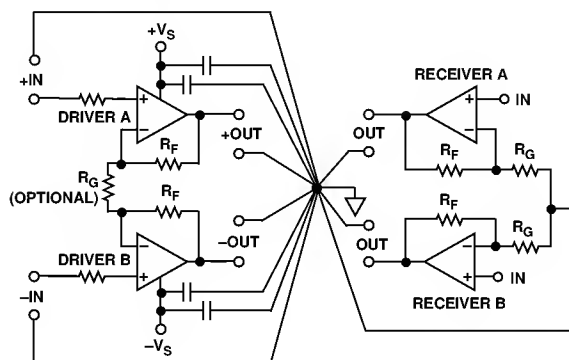 +VS
+IN
DRIVER A
+OUT
RF
RG
(OPTIONAL)
RF
–OUT
DRIVER B
–IN
–VS
RECEIVER A
IN
OUT
RF
RG
RF
RG
OUT
IN
RECEIVER B
+
–
–
+
+
–
–
+